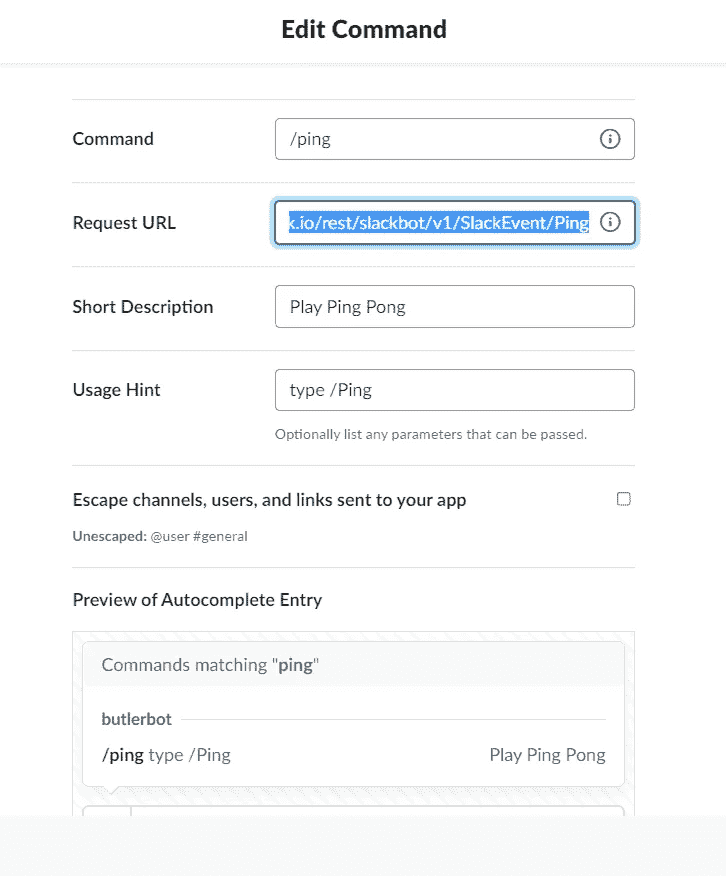 Edit Command
Command
/ping
Request URL
k.io/rest/slackbot/v1/SlackEvent/Ping
Short Description
Play Ping Pong
Usage Hint
type /Ping
Optionally list any parameters that can be passed.
Escape channels, users, and links sent to your app
Unescaped: @user #general
Preview of Autocomplete Entry
Commands matching "ping"
butlerbot
/ping type /Ping Play Ping Pong